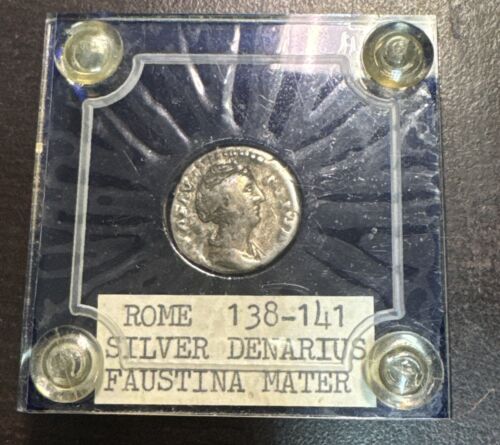 ROME 138-141
SILVER DENARIUS
FAUSTINA MATER